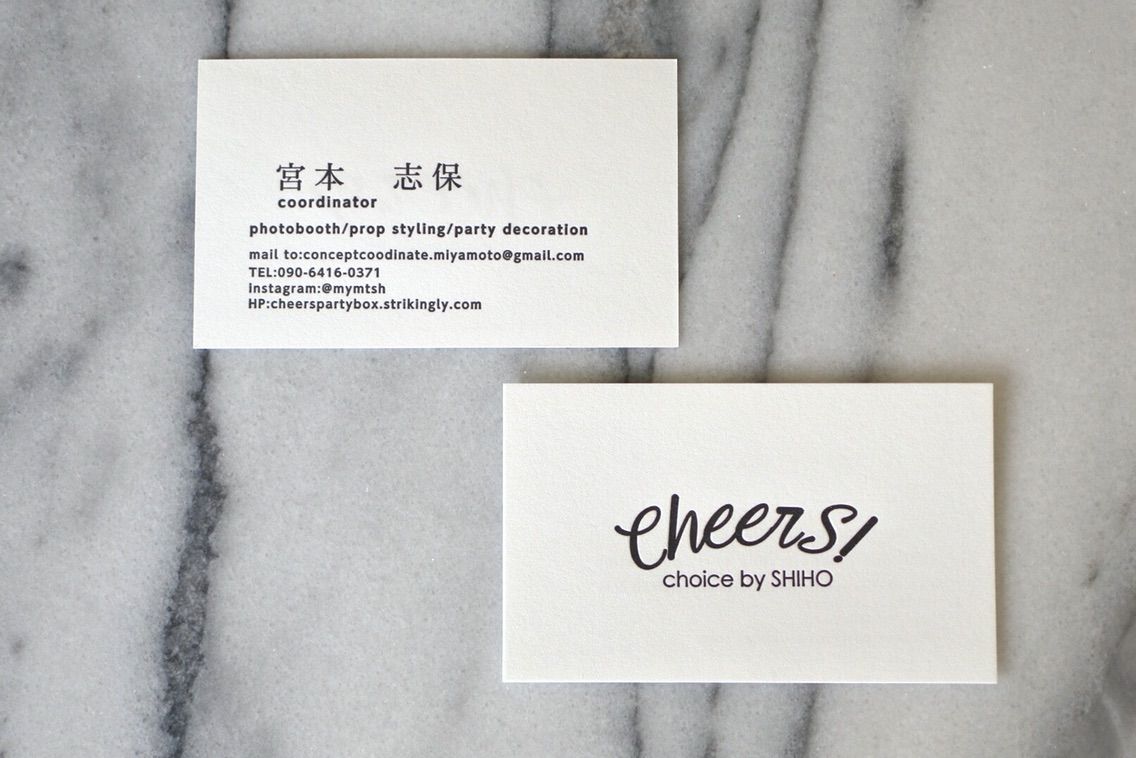 宮本　志保
coordinator
photobooth/prop styling/party decoration
mail to:conceptcoodinate.miyamoto@gmail.com
TEL:090-6416-0371
instagram:@mymtsh
HP:cheerspartybox.strikingly.com
cheers!
choice by SHIHO